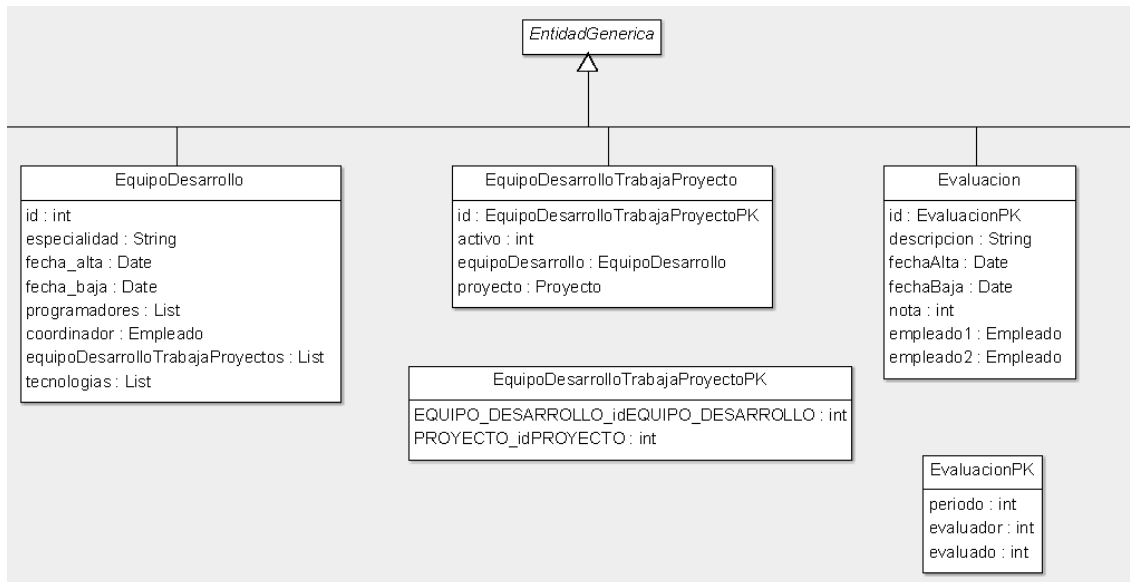 EntidadGenerica
EquipoDesarrollo
id : int
especialidad : String
fecha_alta : Date
fecha_baja : Date
programadores : List
coordinador : Empleado
equipoDesarrolloTrabajaProyectos : List
tecnologias : List
EquipoDesarrolloTrabajaProyecto
id : EquipoDesarrolloTrabajaProyectoPK
activo : int
equipoDesarrollo : EquipoDesarrollo
proyecto : Proyecto
Evaluacion
id : EvaluacionPK
descripcion : String
fechaAlta : Date
fechaBaja : Date
nota : int
empleado1 : Empleado
empleado2 : Empleado
EquipoDesarrolloTrabajaProyectoPK
EQUIPO_DESARROLLO_idEQUIPO_DESARROLLO : int
PROYECTO_idPROYECTO : int
EvaluacionPK
periodo : int
evaluador : int
evaluado : int